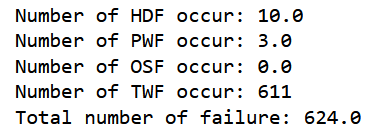 Number of HDF occur: 10.0
Number of PWF occur: 3.0
Number of OSF occur: 0.0
Number of TWF occur: 611
Total number of failure: 624.0